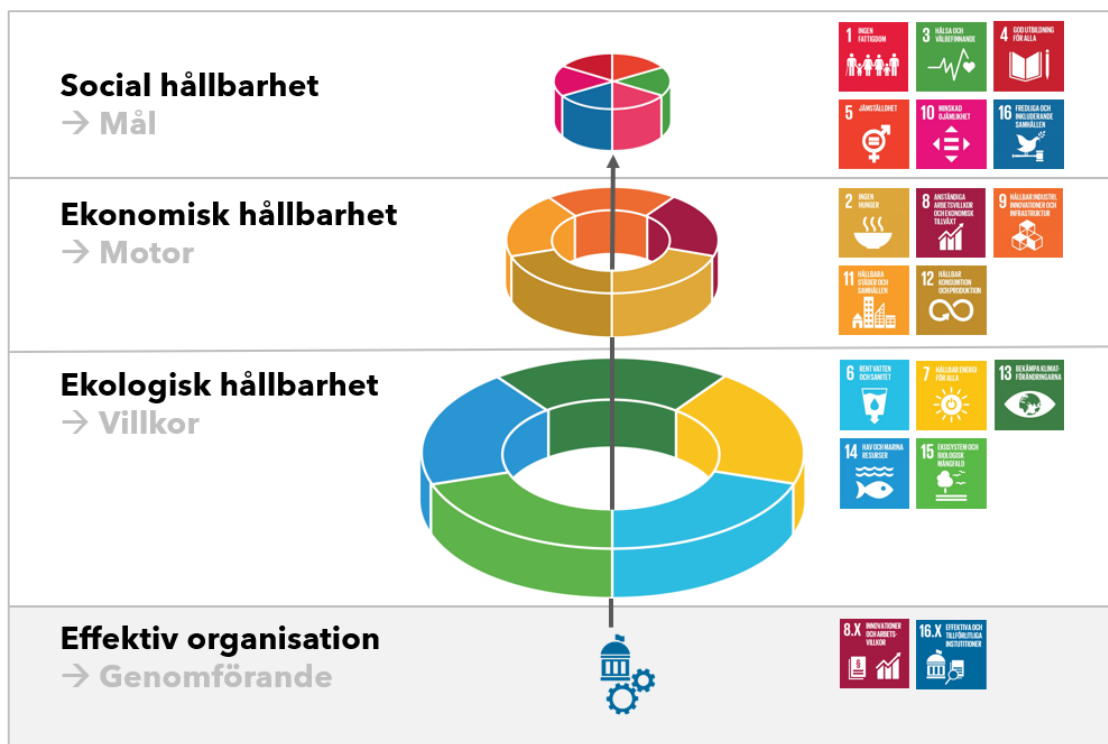 Social hållbarhet
→ Mål
1 INGEN
FATTIGDOM
3 HÄLSA OCH
VÄLBEFINNANDE
4 GOD UTBILDNING
FÖR ALLA
5 JÄMSTÄLLDHET
10 MINSKAD
OJÄMLIKHET
16 FREDLIGA OCH
INKLUDERANDE
SAMHÄLLEN
Ekonomisk hållbarhet
→ Motor
2 INGEN
HUNGER
8 ANSTÄNDIGA
ARBETSVILLKOR
OCH EKONOMISK
TILLVÄXT
9 HÅLLBAR INDUSTRI,
INNOVATIONER OCH
INFRASTRUKTUR
11 HÅLLBARA
STÄDER OCH
SAMHÄLLEN
12 HÅLLBAR
KONSUMTION
OCH PRODUKTION
Ekologisk hållbarhet
→ Villkor
6 RENT VATTEN
OCH SANITET
7 HÅLLBAR ENERGI
FÖR ALLA
13 BEKÄMPA KLIMAT-
FÖRÄNDRINGARNA
14 HAV OCH MARINA
RESURSER
15 EKOSYSTEM OCH
BIOLOGISK
MÅNGFALD
Effektiv organisation
→ Genomförande
8.X INNOVATIONER
OCH ARBETS-
VILLKOR
§
16.X EFFEKTIVA OCH
TILLFÖRLITLIGA
INSTITUTIONER